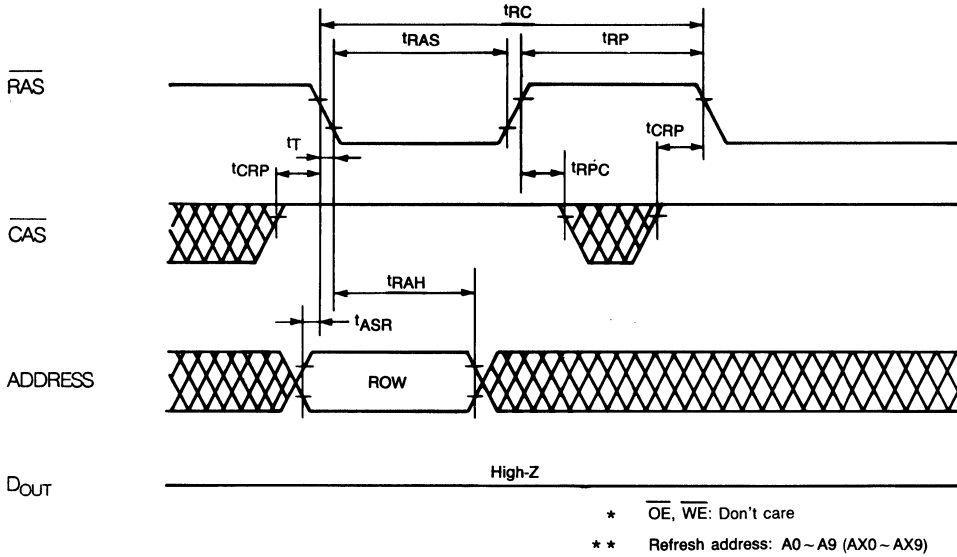 tRC
tRAS
tRP
RAS
tT
tCRP
tCRP
tRPC
CAS
tRAH
tASR
ADDRESS
ROW
High-Z
DOUT
* OE, WE: Don't care
** Refresh address: A0 ~ A9 (AX0 ~ AX9)